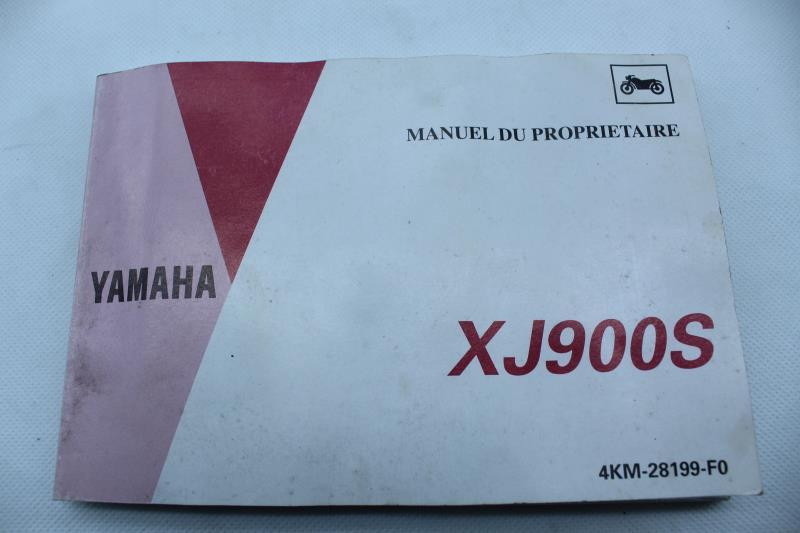 MANUEL DU PROPRIETAIRE
YAMAHA
XJ900S
4KM-28199-F0